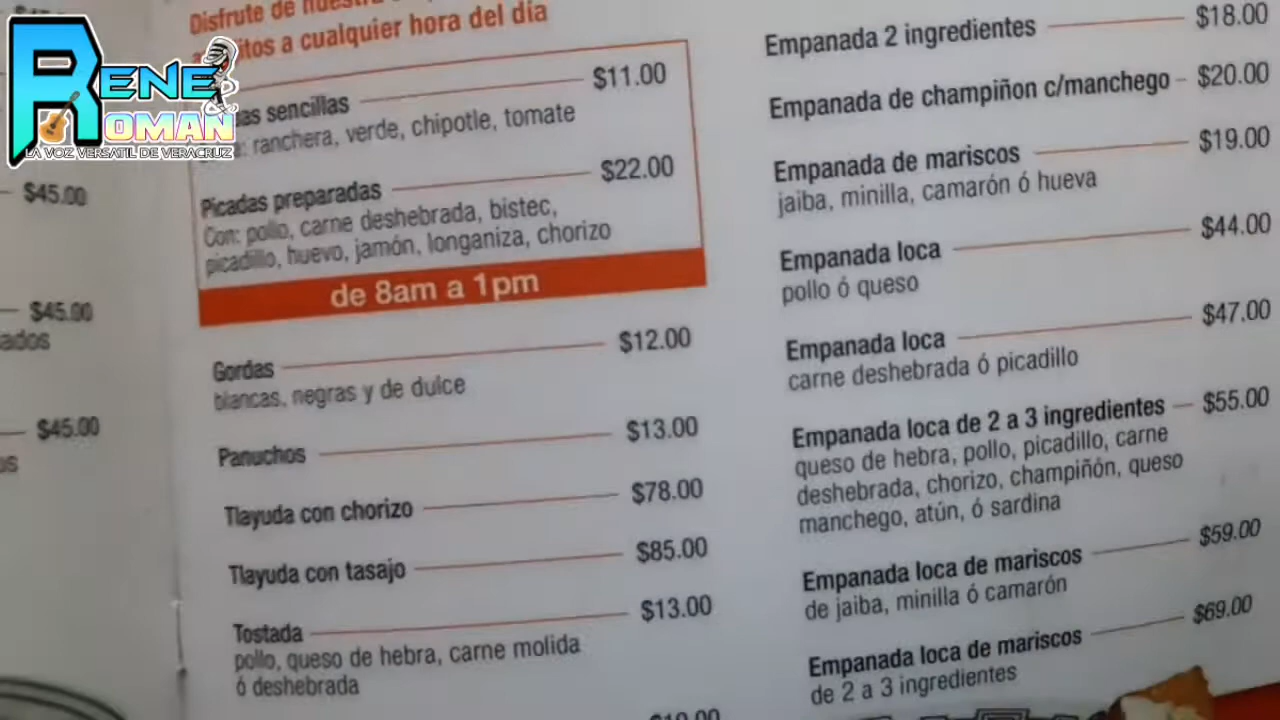 RENE
ROMAN
LA VOZ VERSATIL DE VERACRUZ
$45.00
$45.00
ados
$45.00
os
Disfrute de
a cualquier hora del día
sencillas $11.00
ranchera, verde, chipotle, tomate
Picadas preparadas $22.00
Con: pollo, carne deshebrada, bistec,
picadillo, huevo, jamón, longaniza, chorizo
de 8am a 1pm
Gordas $12.00
blancas, negras y de dulce
Panuchos $13.00
Tlayuda con chorizo $78.00
Tlayuda con tasajo $85.00
Tostada $13.00
pollo, queso de hebra, carne molida
ó deshebrada
Empanada 2 ingredientes $18.00
Empanada de champiñon c/manchego $20.00
Empanada de mariscos $19.00
jaiba, minilla, camarón ó hueva
Empanada loca $44.00
pollo ó queso
Empanada loca $47.00
carne deshebrada ó picadillo
Empanada loca de 2 a 3 ingredientes $55.00
queso de hebra, pollo, picadillo, carne
deshebrada, chorizo, champiñón, queso
manchego, atún, ó sardina
Empanada loca de mariscos $59.00
de jaiba, minilla ó camarón
Empanada loca de mariscos $69.00
de 2 a 3 ingredientes